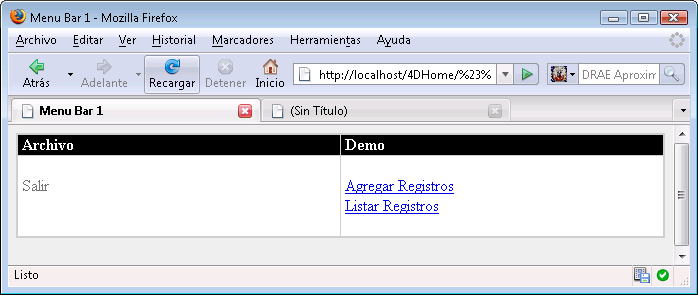 Menu Bar 1 - Mozilla Firefox
Archivo Editar Ver Historial Marcadores Herramientas Ayuda
Atrás Adelante Recargar Detener Inicio http://localhost/4DHome/%23% DRAE Aproxim
Menu Bar 1 (Sin Título)
Archivo Demo
Salir Agregar Registros
Listar Registros
Listo